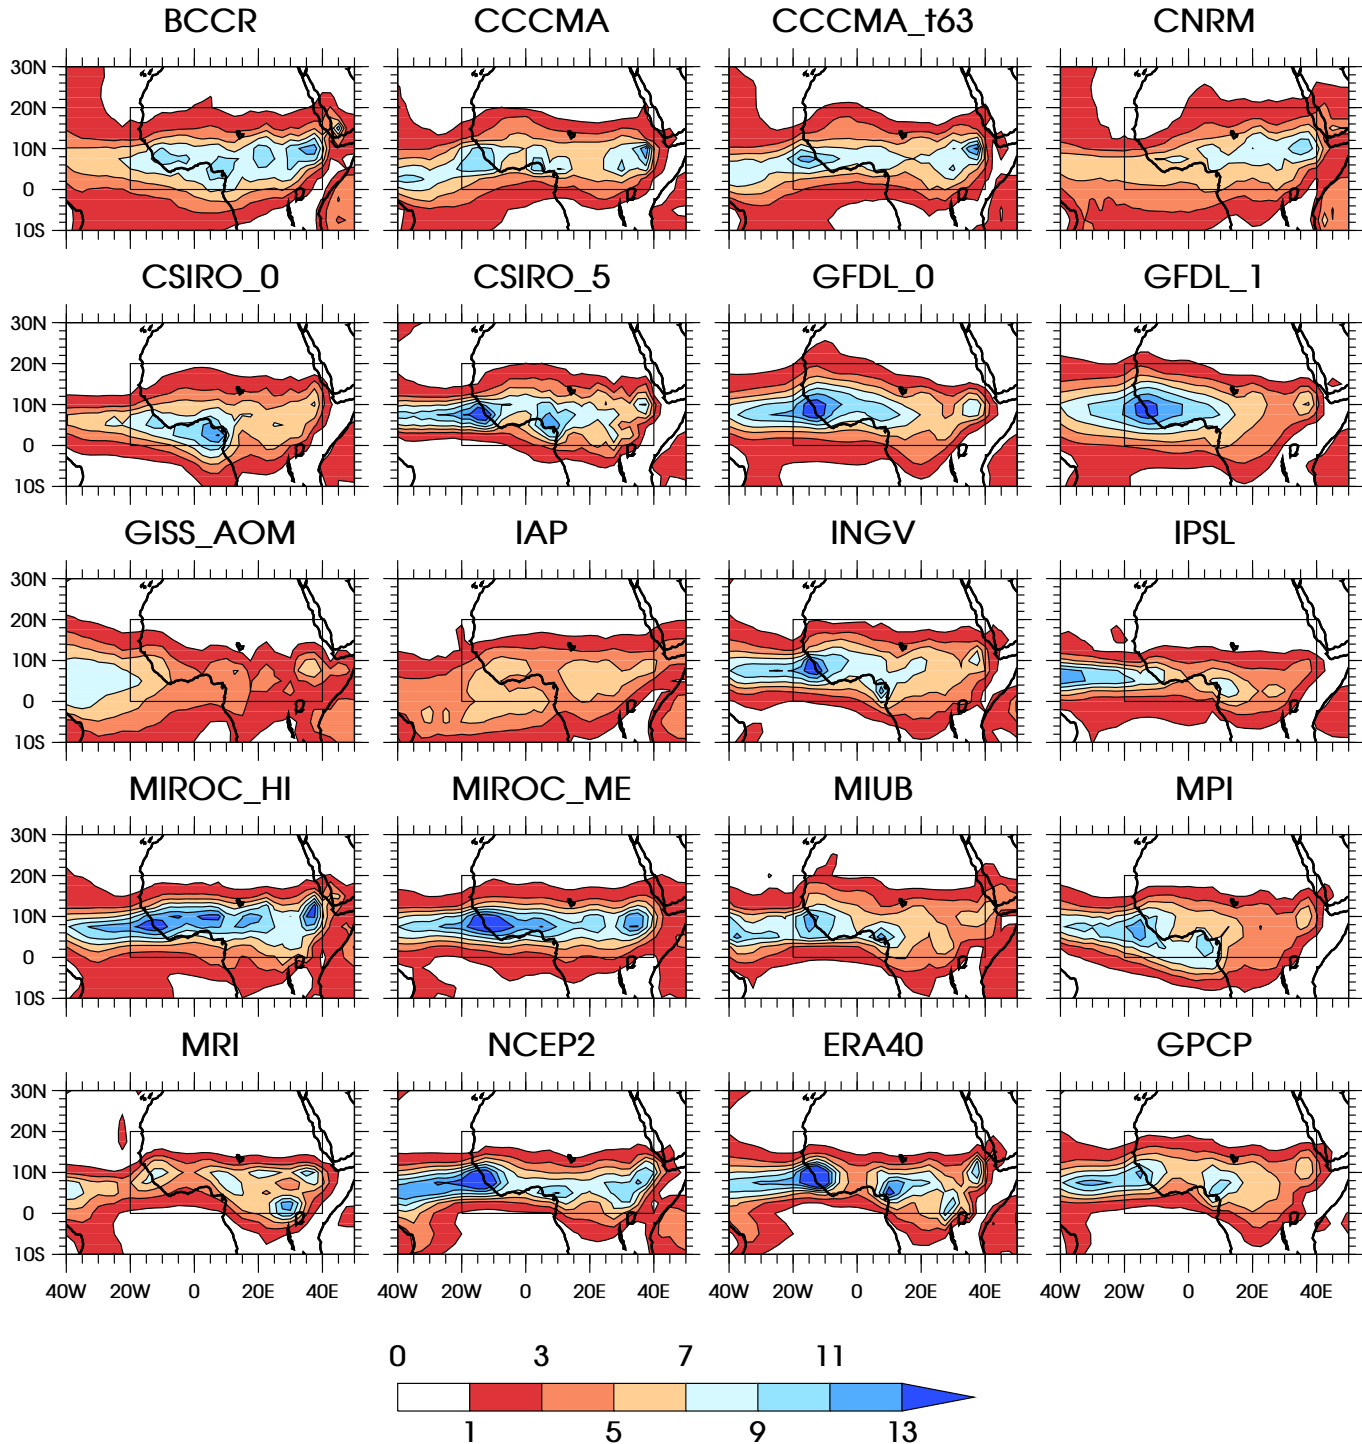 BCCR CCCMA CCCMA_t63 CNRM
30N
20N
10N
0
10S
CSIRO_0 CSIRO_5 GFDL_0 GFDL_1
30N
20N
10N
0
10S
GISS_AOM IAP INGV IPSL
30N
20N
10N
0
10S
MIROC_HI MIROC_ME MIUB MPI
30N
20N
10N
0
10S
MRI NCEP2 ERA40 GPCP
30N
20N
10N
0
10S
40W 20W 0 20E 40E 40W 20W 0 20E 40E 40W 20W 0 20E 40E 40W 20W 0 20E 40E
0 3 7 11
1 5 9 13